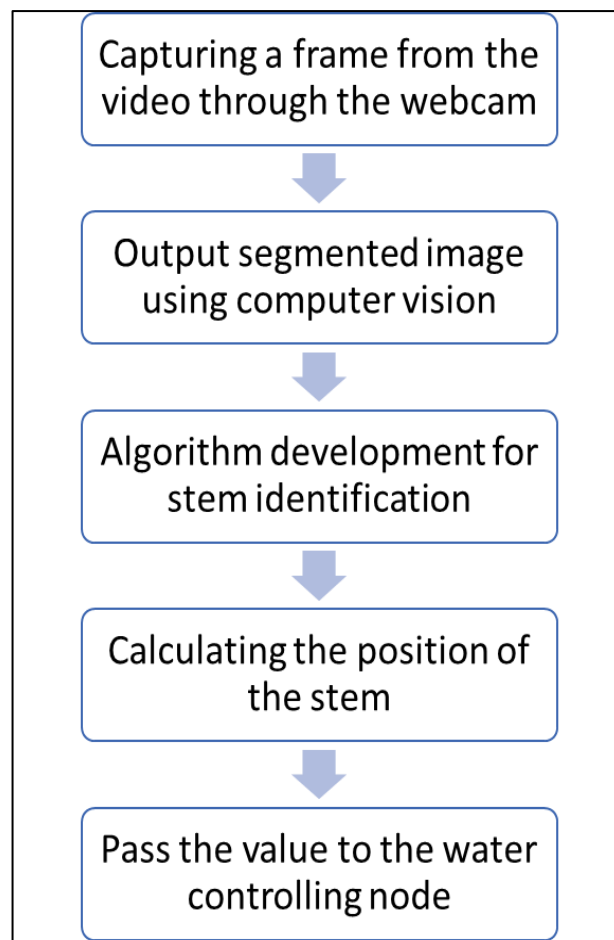 Capturing a frame from the
video through the webcam
Output segmented image
using computer vision
Algorithm development for
stem identification
Calculating the position of
the stem
Pass the value to the water
controlling node